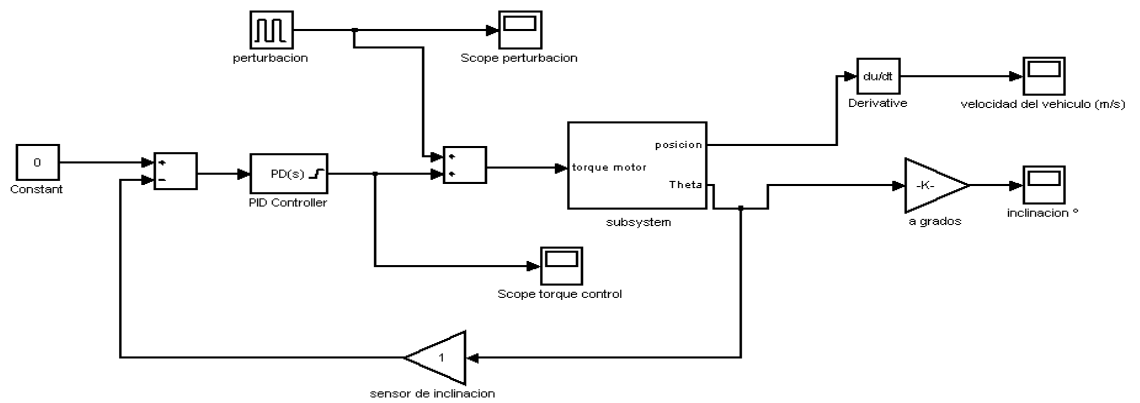 perturbacion
Scope perturbacion
du/dt
Derivative
velocidad del vehiculo (m/s)
0
Constant
+
−
PD(s)
PID Controller
+
+
posicion
torque motor
Theta
subsystem
-K-
a grados
inclinacion º
Scope torque control
1
sensor de inclinacion